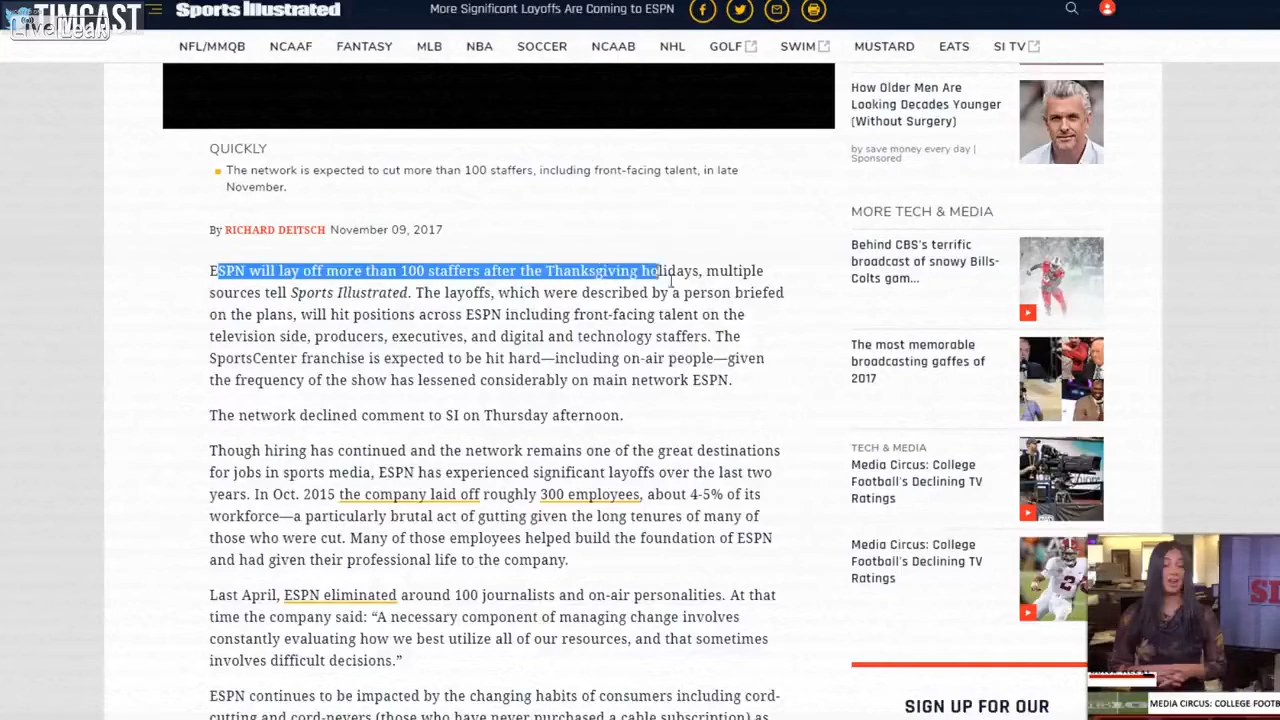 TIMCAST
LiveLeak
Sports Illustrated
More Significant Layoffs Are Coming to ESPN
NFL/MMQB NCAAF FANTASY MLB NBA SOCCER NCAAB NHL GOLF SWIM MUSTARD EATS SI TV
QUICKLY
The network is expected to cut more than 100 staffers, including front-facing talent, in late
November.
By RICHARD DEITSCH November 09, 2017
ESPN will lay off more than 100 staffers after the Thanksgiving holidays, multiple
sources tell Sports Illustrated. The layoffs, which were described by a person briefed
on the plans, will hit positions across ESPN including front-facing talent on the
television side, producers, executives, and digital and technology staffers. The
SportsCenter franchise is expected to be hit hard—including on-air people—given
the frequency of the show has lessened considerably on main network ESPN.
The network declined comment to SI on Thursday afternoon.
Though hiring has continued and the network remains one of the great destinations
for jobs in sports media, ESPN has experienced significant layoffs over the last two
years. In Oct. 2015 the company laid off roughly 300 employees, about 4-5% of its
workforce—a particularly brutal act of gutting given the long tenures of many of
those who were cut. Many of those employees helped build the foundation of ESPN
and had given their professional life to the company.
Last April, ESPN eliminated around 100 journalists and on-air personalities. At that
time the company said: “A necessary component of managing change involves
constantly evaluating how we best utilize all of our resources, and that sometimes
involves difficult decisions.”
ESPN continues to be impacted by the changing habits of consumers including cord-
cutting and cord-nevers (those who have never purchased a cable subscription) as
How Older Men Are
Looking Decades Younger
(Without Surgery)
by save money every day |
Sponsored
MORE TECH & MEDIA
Behind CBS's terrific
broadcast of snowy Bills-
Colts gam...
The most memorable
broadcasting gaffes of
2017
TECH & MEDIA
Media Circus: College
Football's Declining TV
Ratings
Media Circus: College
Football's Declining TV
Ratings
SI
MEDIA CIRCUS: COLLEGE FOOTB
SIGN UP FOR OUR